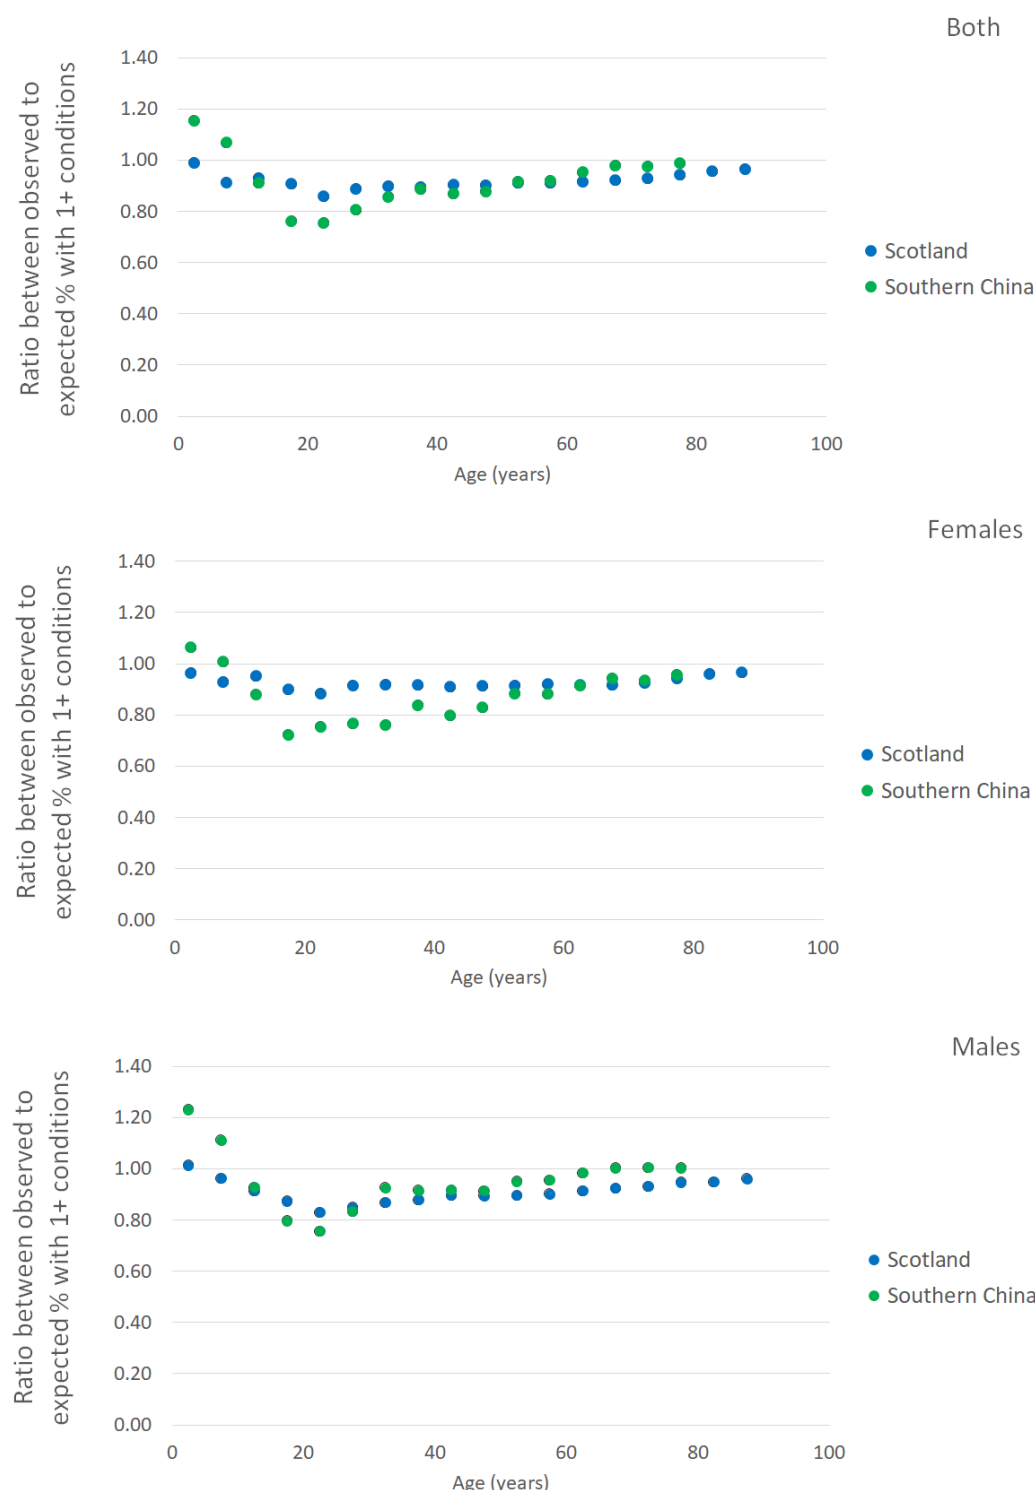 Both
Ratio between observed to
expected % with 1+ conditions
1.40
1.20
1.00
0.80
0.60
0.40
0.20
0.00
0 20 40 60 80 100
Age (years)
Scotland
Southern China
Females
Ratio between observed to
expected % with 1+ conditions
1.40
1.20
1.00
0.80
0.60
0.40
0.20
0.00
0 20 40 60 80 100
Age (years)
Scotland
Southern China
Males
Ratio between observed to
expected % with 1+ conditions
1.40
1.20
1.00
0.80
0.60
0.40
0.20
0.00
0 20 40 60 80 100
Age (years)
Scotland
Southern China